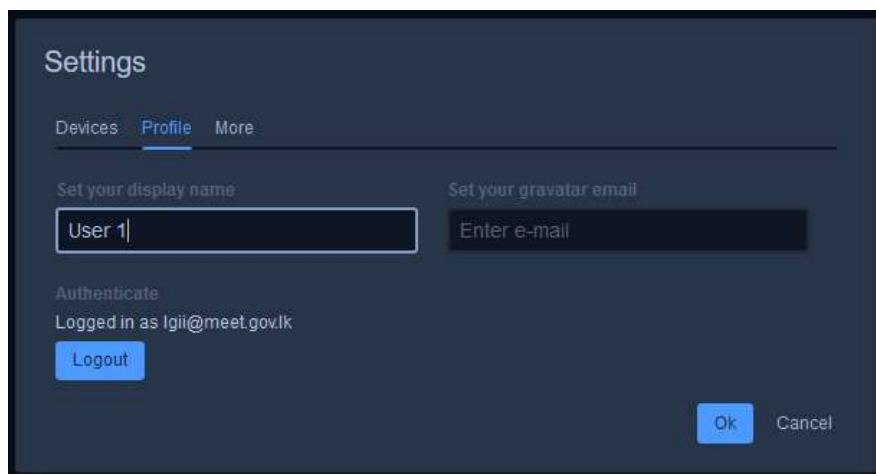 Settings
Devices Profile More
Set your display name Set your gravatar email
User 1 Enter e-mail
Authenticate
Logged in as lgii@meet.gov.lk
Logout
Ok Cancel